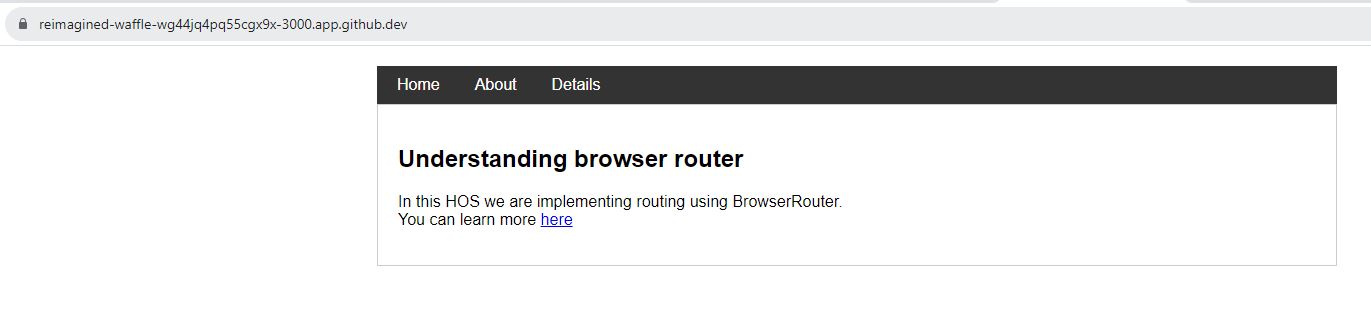 reimagined-waffle-wg44jq4pq55cgx9x-3000.app.github.dev
Home About Details
Understanding browser router
In this HOS we are implementing routing using BrowserRouter.
You can learn more here